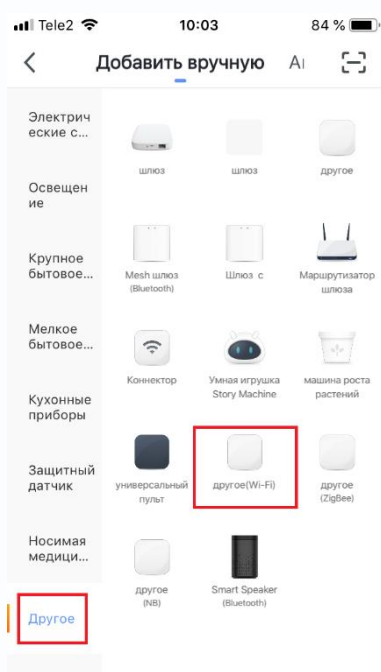 Tele2 10:03 84 %
Добавить вручную
Электрич
еские с...
Освещен
ие
Крупное
бытовое...
Мелкое
бытовое...
Кухонные
приборы
Защитный
датчик
Носимая
медици...
Другое
шлюз шлюз другое
Mesh шлюз
(Bluetooth)
Шлюз с
Маршрутизатор
шлюза
Коннектор
Умная игрушка
Story Machine
машина роста
растений
универсальный
пульт
другое(Wi-Fi)
другое
(ZigBee)
другое
(NB)
Smart Speaker
(Bluetooth)